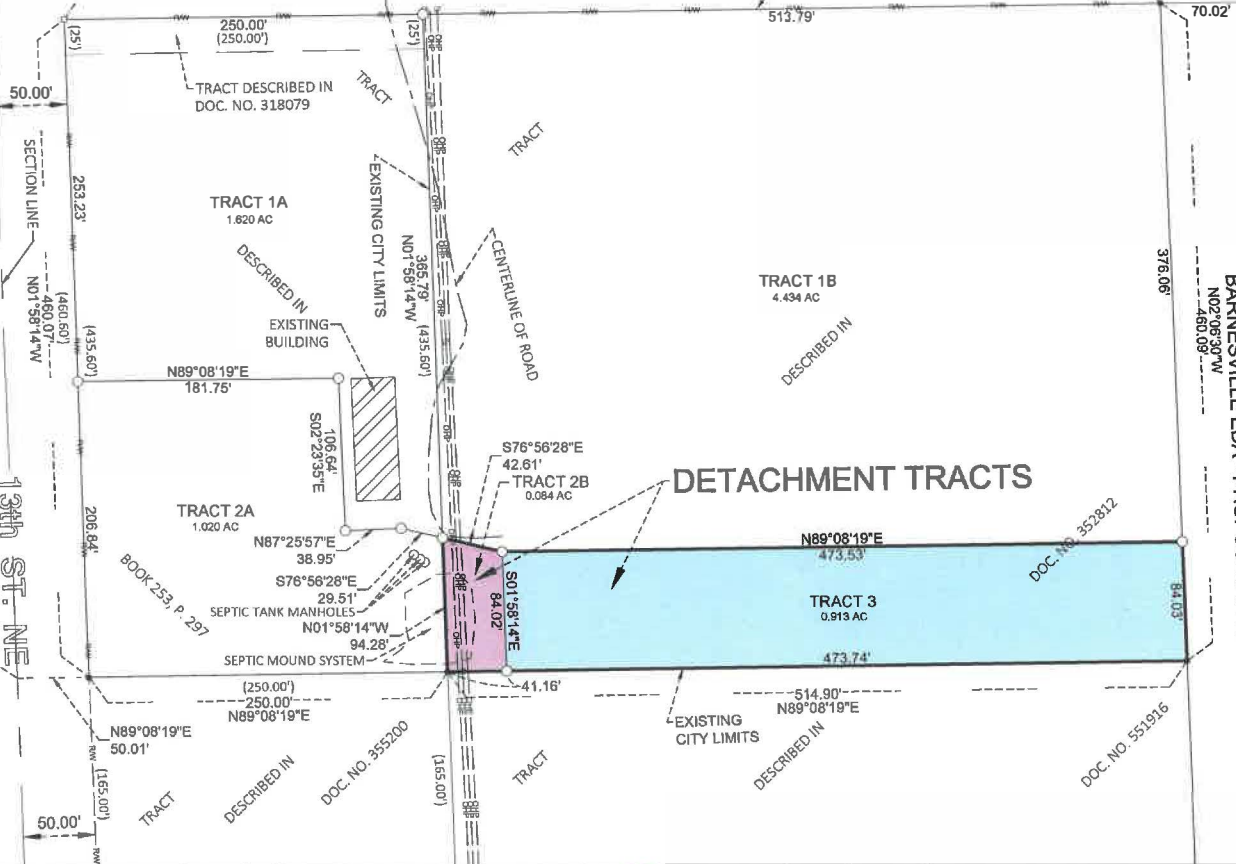 250.00'
(250.00')
(25')
(25')
513.79'
70.02'
50.00'
TRACT DESCRIBED IN
DOC. NO. 318079
TRACT
TRACT
SECTION LINE
253.23'
TRACT 1A
1.620 AC
EXISTING CITY LIMITS
365.79'
N01°58'14"W
(435.60')
CENTERLINE OF ROAD
TRACT 1B
4.434 AC
376.06'
N02°06'30"W
460.09'
DESCRIBED IN
EXISTING
BUILDING
DESCRIBED IN
(460.60')
460.07'
N01°58'14"W
(435.60')
N89°08'19"E
181.75'
106.64'
S02°23'35"E
S76°56'28"E
42.61'
TRACT 2B
0.084 AC
DETACHMENT TRACTS
TRACT 2A
1.020 AC
206.84'
13th ST. NE
BOOK 253, P. 297
N87°25'57"E
38.95'
S76°56'28"E
29.51'
SEPTIC TANK MANHOLES
N01°58'14"W
94.28'
SEPTIC MOUND SYSTEM
S01°58'14"E
84.02'
N89°08'19"E
473.53'
DOC. NO. 352812
TRACT 3
0.913 AC
84.03'
473.74'
41.16'
(250.00')
250.00'
N89°08'19"E
514.90'
N89°08'19"E
EXISTING
CITY LIMITS
N89°08'19"E
50.01'
(165.00')
50.00'
TRACT
DESCRIBED IN
DOC. NO. 355200
(165.00')
TRACT
DESCRIBED IN
DOC. NO. 551916